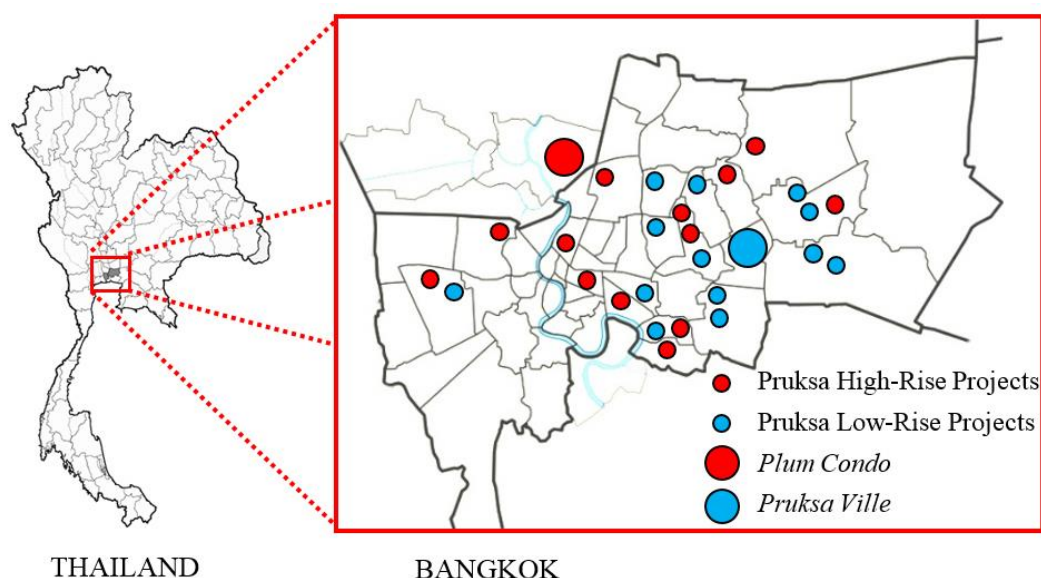 Pruksa High-Rise Projects
Pruksa Low-Rise Projects
Plum Condo
Pruksa Ville
THAILAND
BANGKOK